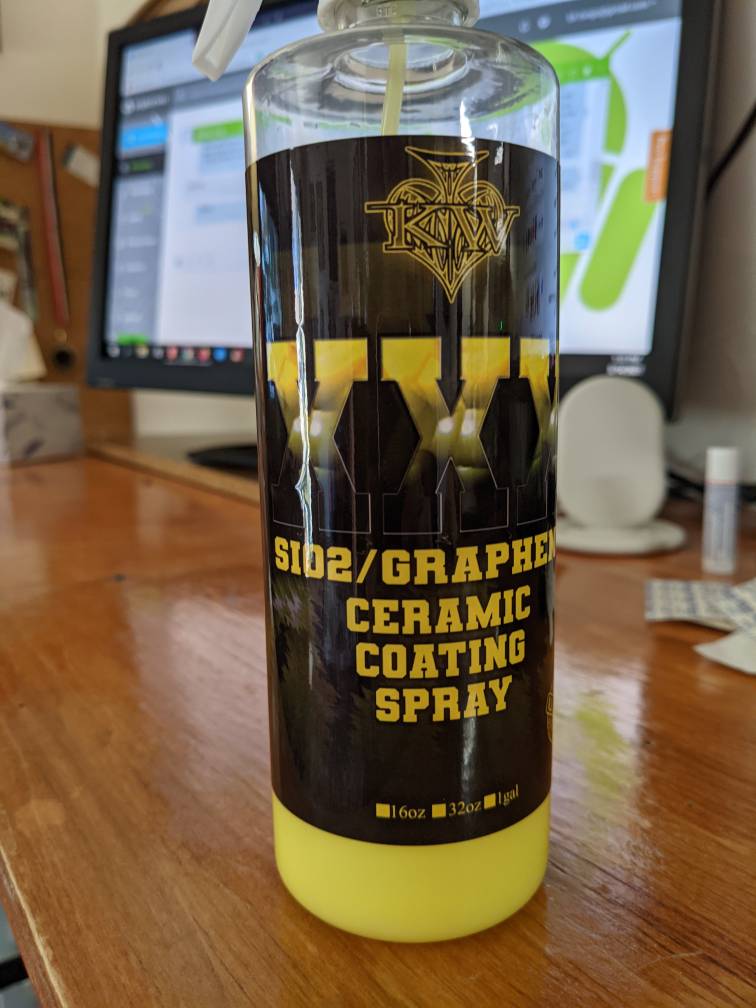 KW
XXX
SIO2/GRAPHEN
CERAMIC
COATING
SPRAY
16oz 32oz 1gal